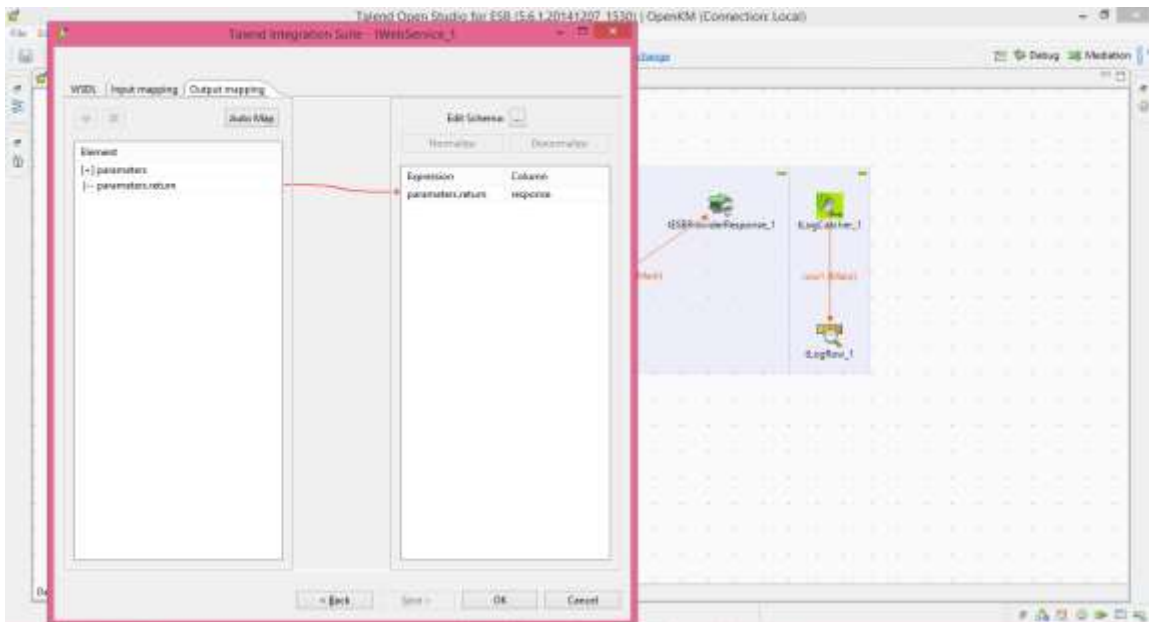 Talend Open Studio for ESB (5.6.1.20141207_1530) | OpenKM (Connection: Local)
Talend Integration Suite - tWebService_1
Debug Mediation
WSDL Input mapping Output mapping
Auto Map
Edit Schema: ...
Normalize Denormalize
Element
[-] parameters
|-- parameters.return
Expression Column
parameters.return response
tLogCatcher_1
tLogRow_1
< Back Next > OK Cancel